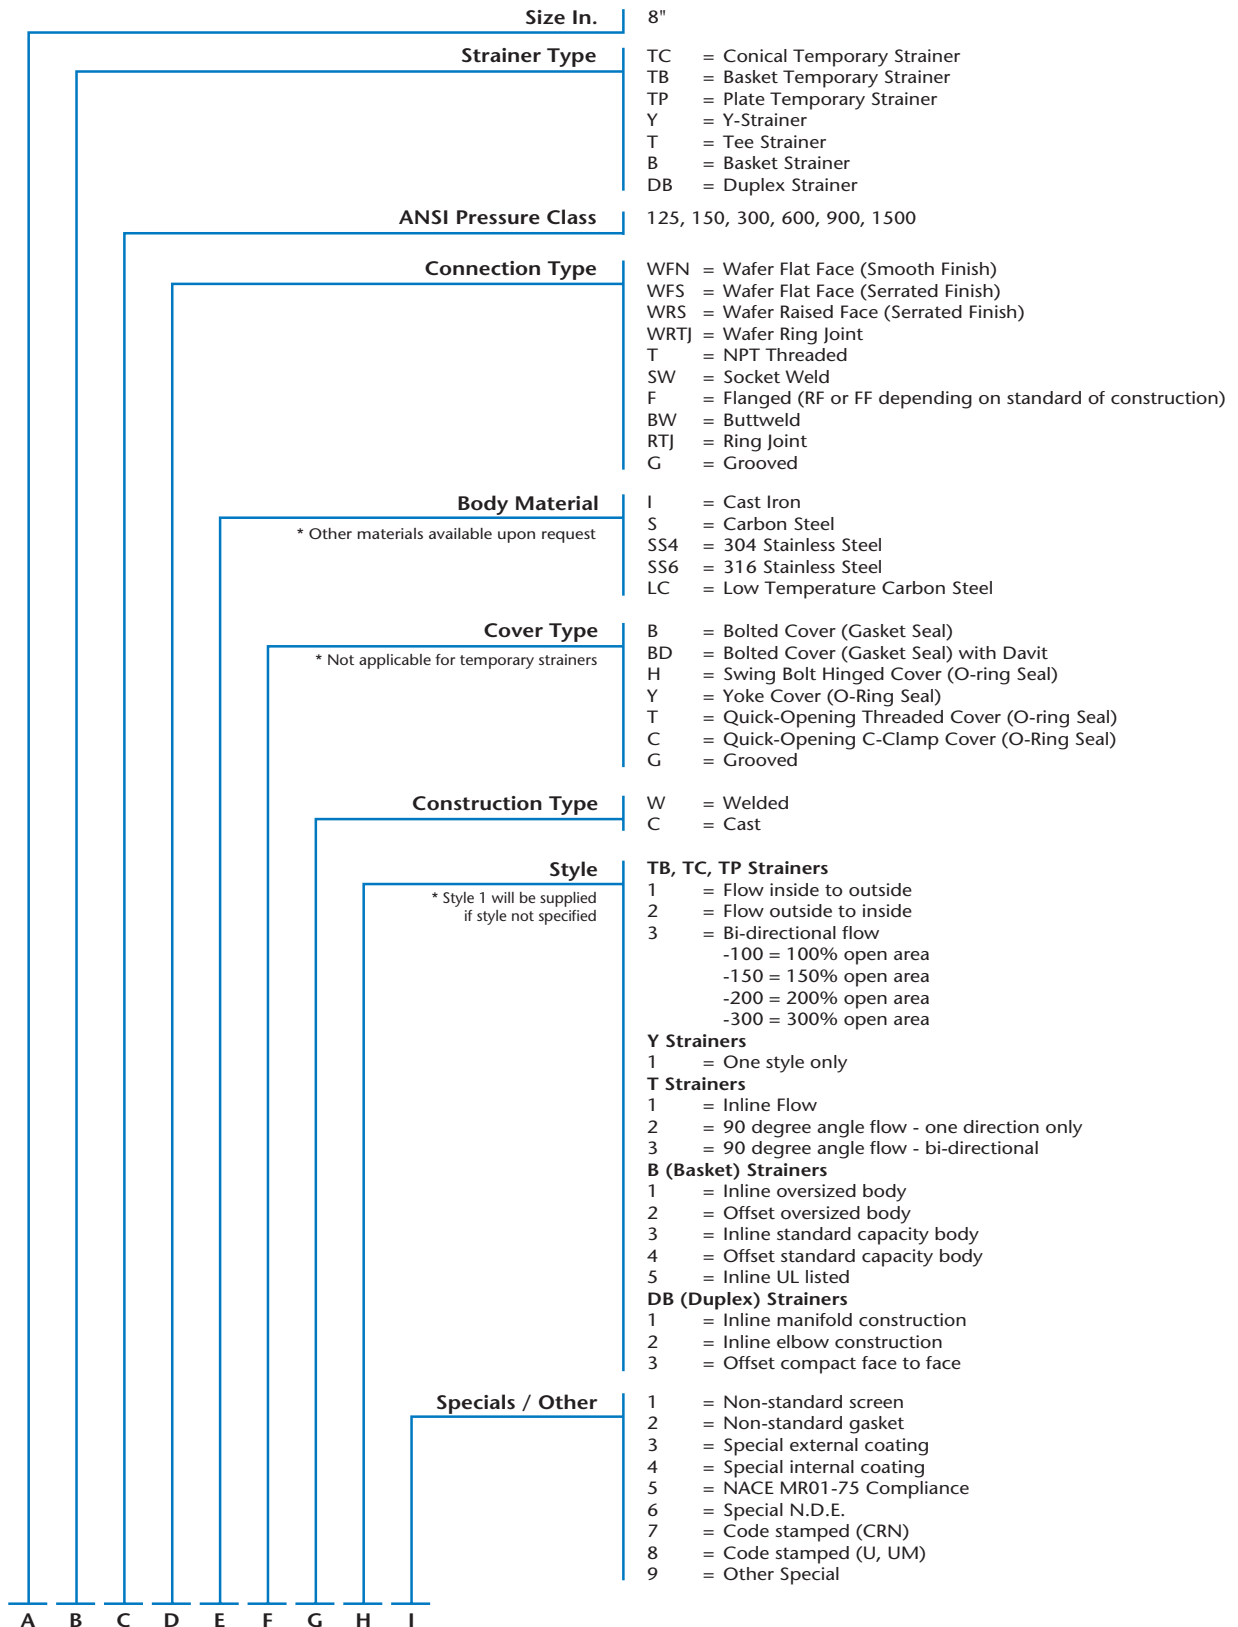 Size In. 8"
Strainer Type
TC = Conical Temporary Strainer
TB = Basket Temporary Strainer
TP = Plate Temporary Strainer
Y = Y-Strainer
T = Tee Strainer
B = Basket Strainer
DB = Duplex Strainer
ANSI Pressure Class 125, 150, 300, 600, 900, 1500
Connection Type
WFN = Wafer Flat Face (Smooth Finish)
WFS = Wafer Flat Face (Serrated Finish)
WRS = Wafer Raised Face (Serrated Finish)
WRTJ = Wafer Ring Joint
T = NPT Threaded
SW = Socket Weld
F = Flanged (RF or FF depending on standard of construction)
BW = Buttweld
RTJ = Ring Joint
G = Grooved
Body Material
* Other materials available upon request
I = Cast Iron
S = Carbon Steel
SS4 = 304 Stainless Steel
SS6 = 316 Stainless Steel
LC = Low Temperature Carbon Steel
Cover Type
* Not applicable for temporary strainers
B = Bolted Cover (Gasket Seal)
BD = Bolted Cover (Gasket Seal) with Davit
H = Swing Bolt Hinged Cover (O-ring Seal)
Y = Yoke Cover (O-Ring Seal)
T = Quick-Opening Threaded Cover (O-ring Seal)
C = Quick-Opening C-Clamp Cover (O-Ring Seal)
G = Grooved
Construction Type
W = Welded
C = Cast
Style
* Style 1 will be supplied
if style not specified
TB, TC, TP Strainers
1 = Flow inside to outside
2 = Flow outside to inside
3 = Bi-directional flow
-100 = 100% open area
-150 = 150% open area
-200 = 200% open area
-300 = 300% open area
Y Strainers
1 = One style only
T Strainers
1 = Inline Flow
2 = 90 degree angle flow - one direction only
3 = 90 degree angle flow - bi-directional
B (Basket) Strainers
1 = Inline oversized body
2 = Offset oversized body
3 = Inline standard capacity body
4 = Offset standard capacity body
5 = Inline UL listed
DB (Duplex) Strainers
1 = Inline manifold construction
2 = Inline elbow construction
3 = Offset compact face to face
Specials / Other
1 = Non-standard screen
2 = Non-standard gasket
3 = Special external coating
4 = Special internal coating
5 = NACE MR01-75 Compliance
6 = Special N.D.E.
7 = Code stamped (CRN)
8 = Code stamped (U, UM)
9 = Other Special
A B C D E F G H I